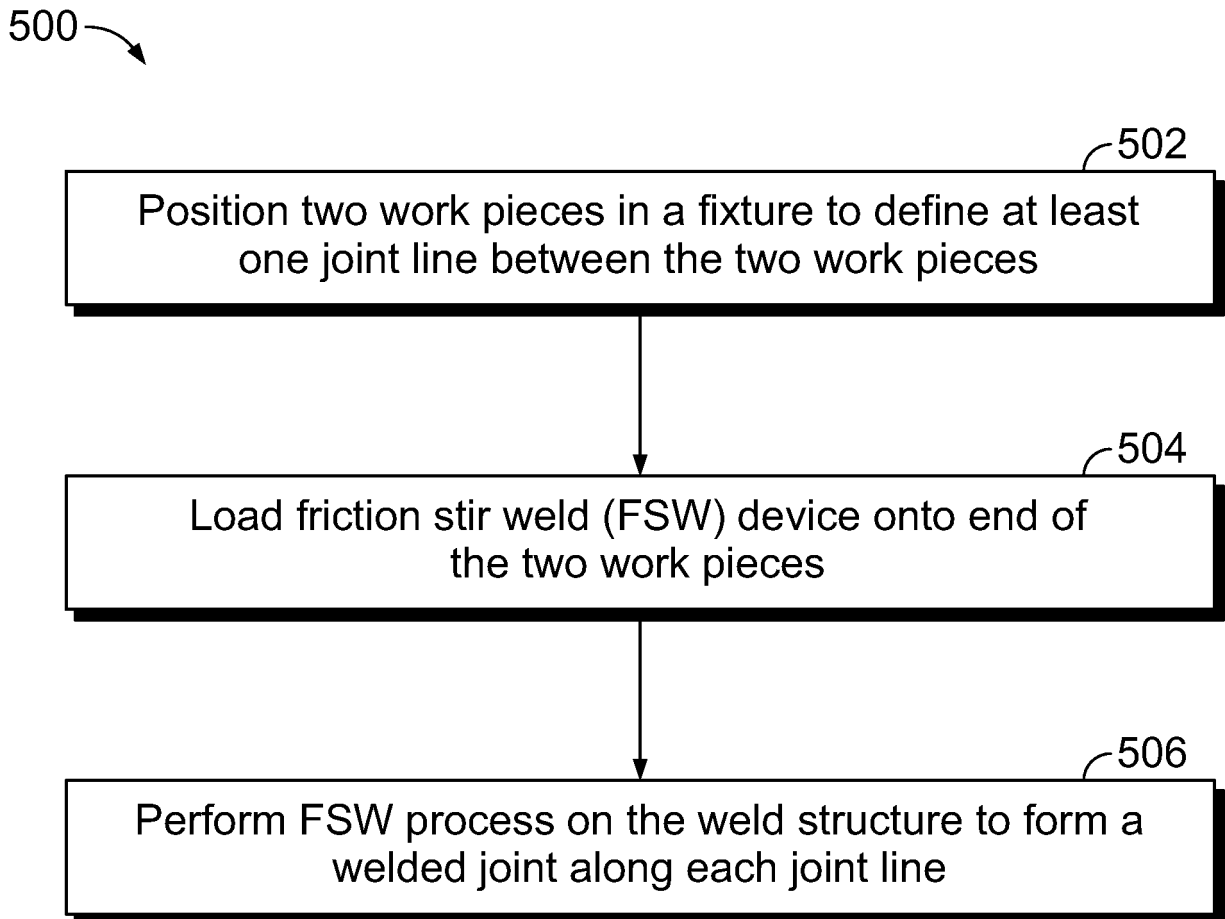 500
502
Position two work pieces in a fixture to define at least
one joint line between the two work pieces
504
Load friction stir weld (FSW) device onto end of
the two work pieces
506
Perform FSW process on the weld structure to form a
welded joint along each joint line